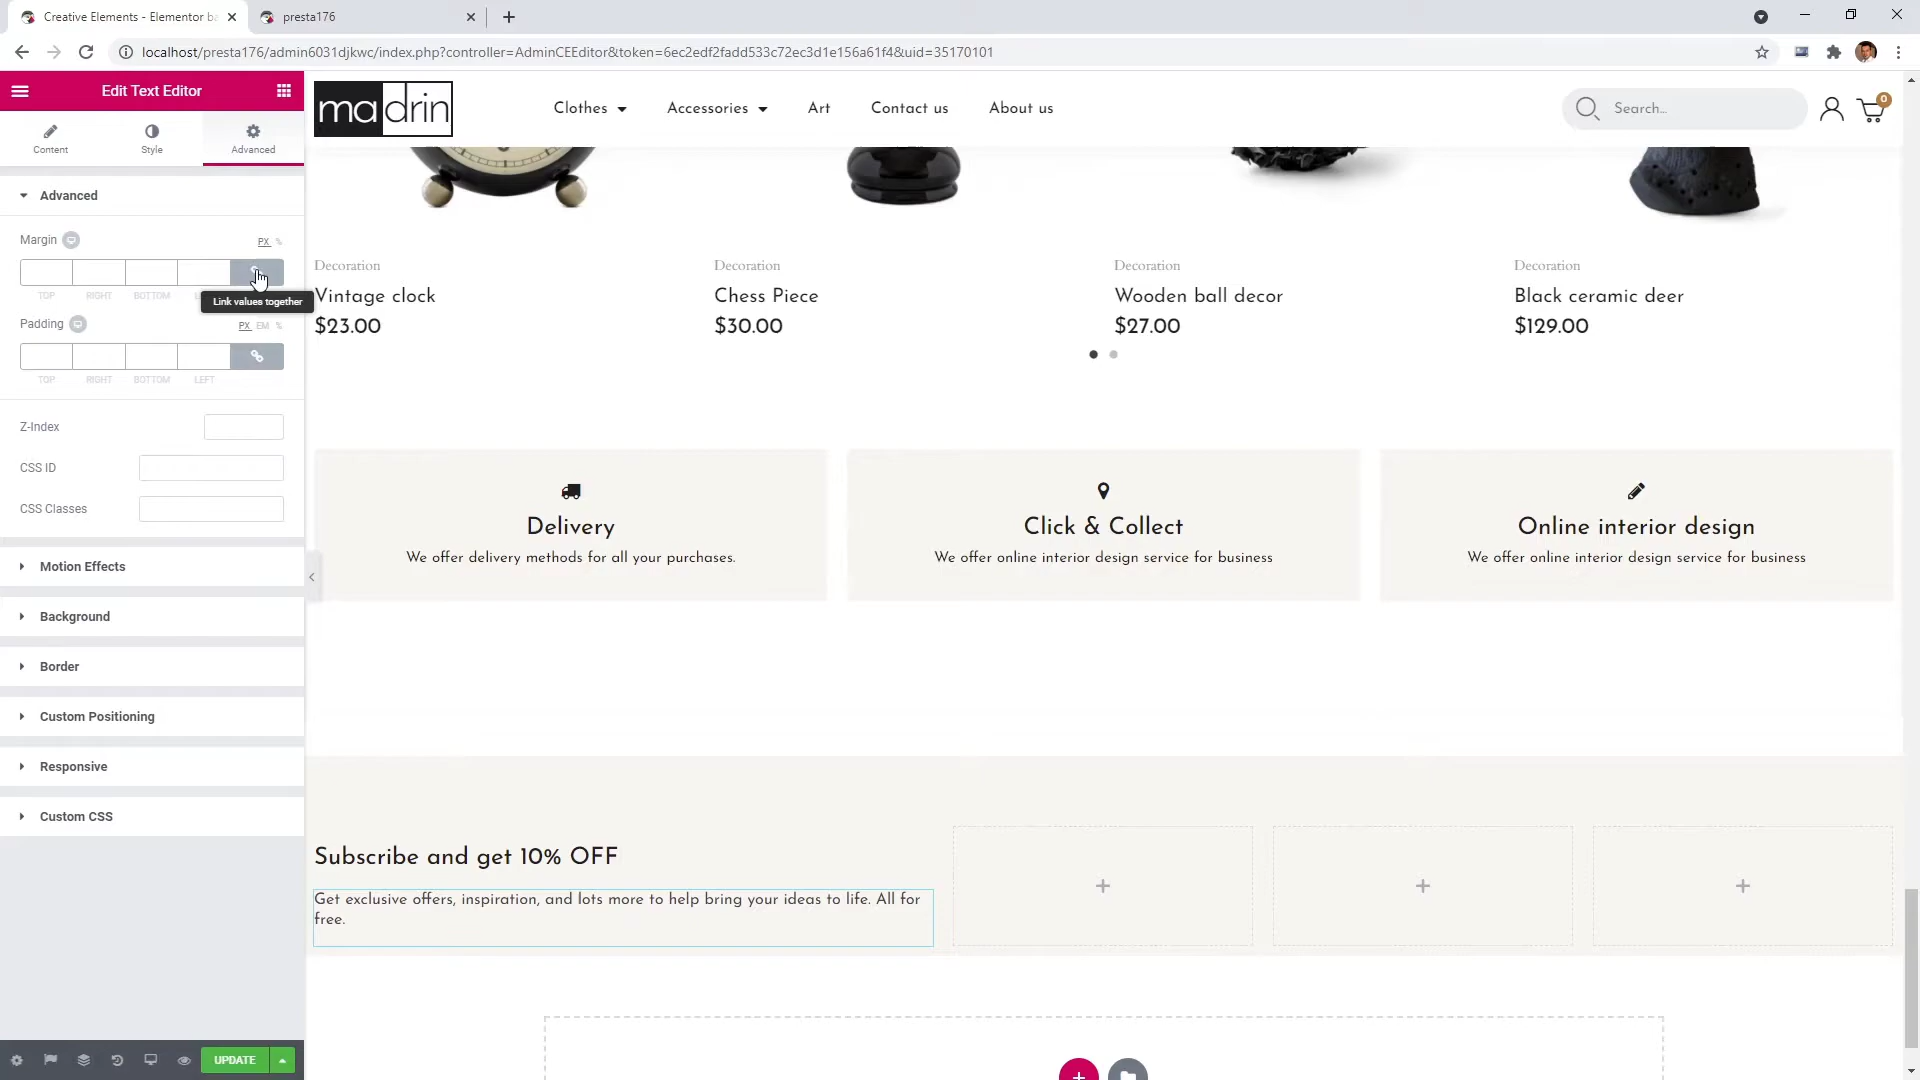 Creative Elements - Elementor ba
presta176
localhost/presta176/admin6031djkwc/index.php?controller=AdminCEEditor&token=6ec2edf2fadd533c72ec3d1e156a61f4&uid=35170101
Edit Text Editor
Content
Style
Advanced
Advanced
Margin
PX %
TOP RIGHT BOTTOM
Link values together
Padding
PX EM %
TOP RIGHT BOTTOM LEFT
Z-Index
CSS ID
CSS Classes
Motion Effects
Background
Border
Custom Positioning
Responsive
Custom CSS
UPDATE
madrin
Clothes
Accessories
Art
Contact us
About us
Search...
0
Decoration
Vintage clock
$23.00
Decoration
Chess Piece
$30.00
Decoration
Wooden ball decor
$27.00
Decoration
Black ceramic deer
$129.00
Delivery
We offer delivery methods for all your purchases.
Click & Collect
We offer online interior design service for business
Online interior design
We offer online interior design service for business
Subscribe and get 10% OFF
Get exclusive offers, inspiration, and lots more to help bring your ideas to life. All for
free.